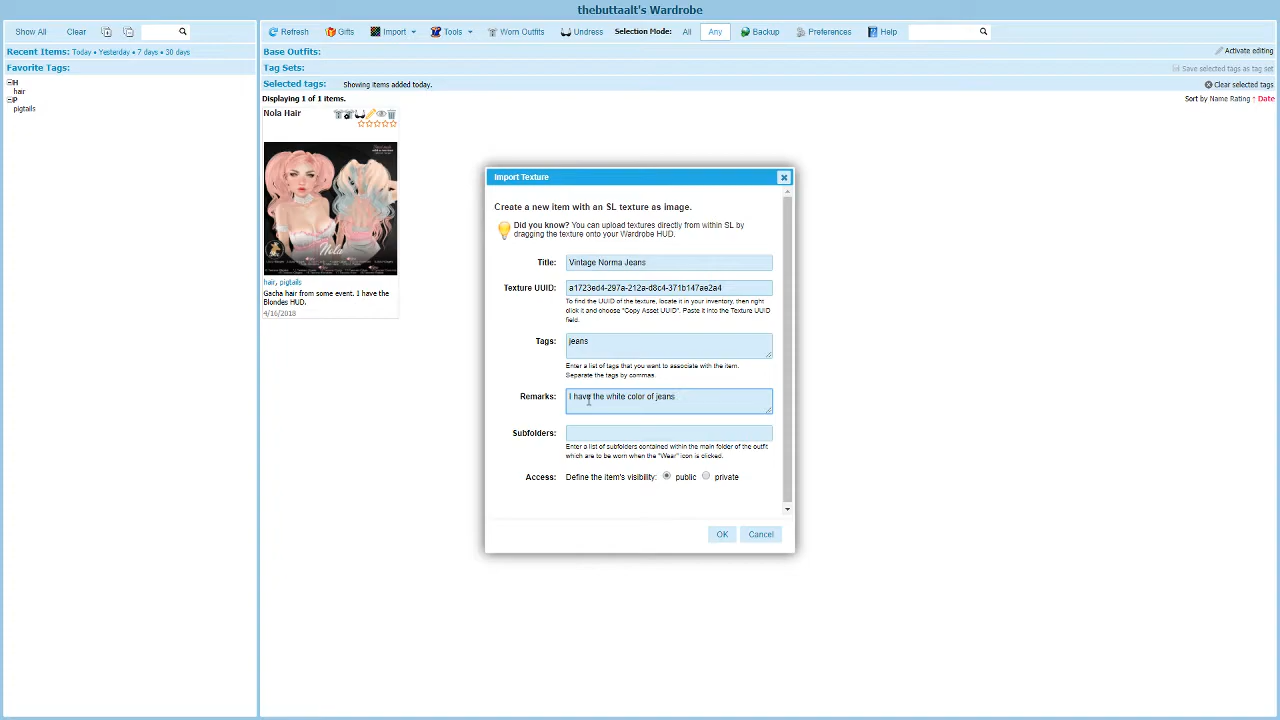 thebuttaalt's Wardrobe
Show All Clear
Refresh Gifts Import Tools Worn Outfits Undress Selection Mode: All Any Backup Preferences Help
Recent Items: Today • Yesterday • 7 days • 30 days
Base Outfits:
Activate editing
Favorite Tags:
Tag Sets:
Save selected tags as tag set
H
hair
P
pigtails
Selected tags: Showing items added today.
Clear selected tags
Displaying 1 of 1 items.
Sort by Name Rating ↑ Date
Nola Hair
Nola
hair, pigtails
Gacha hair from some event. I have the
Blondes HUD.
4/16/2018
Import Texture
Create a new item with an SL texture as image.
Did you know? You can upload textures directly from within SL by
dragging the texture onto your Wardrobe HUD.
Title: Vintage Norma Jeans
Texture UUID: a1723ed4-297a-212a-d8c4-371b147ae2a4
To find the UUID of the texture, locate it in your inventory, then right
click it and choose "Copy Asset UUID". Paste it into the Texture UUID
field.
Tags: jeans
Enter a list of tags that you want to associate with the item.
Separate the tags by commas.
Remarks: I have the white color of jeans
Subfolders:
Enter a list of subfolders contained within the main folder of the outfit
which are to be worn when the "Wear" icon is clicked.
Access: Define the item's visibility: public private
OK Cancel